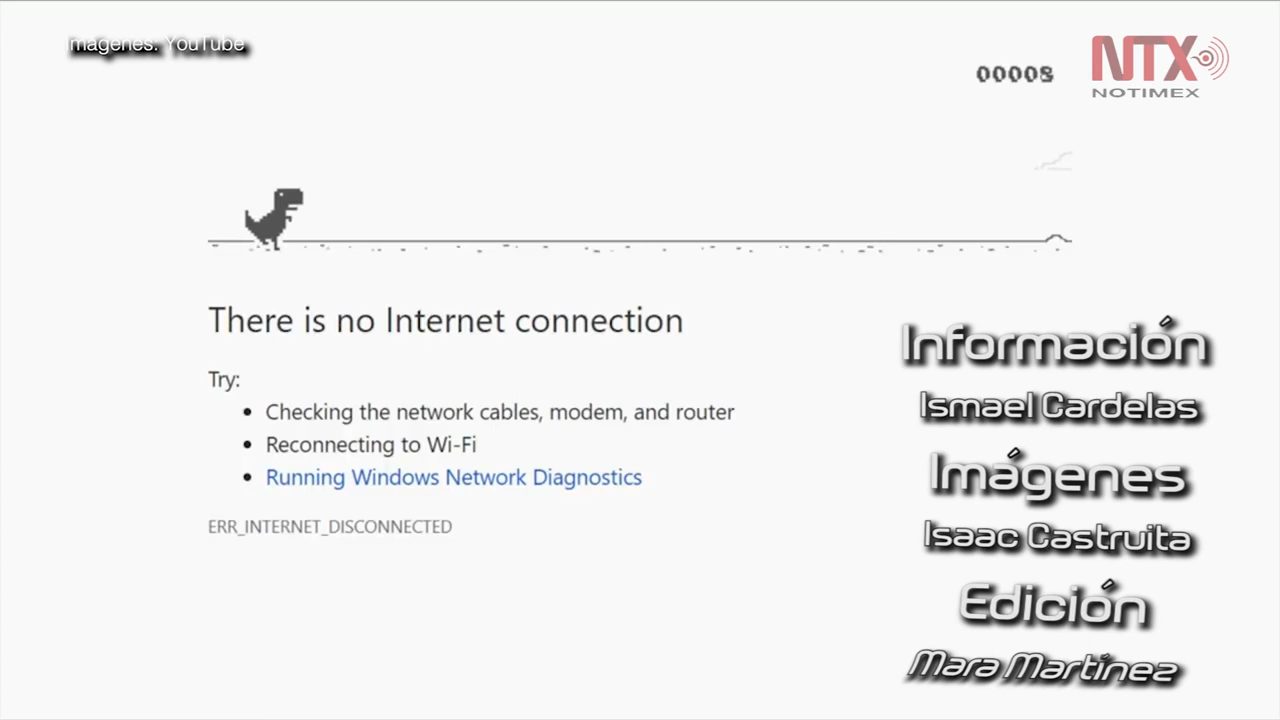 Imágenes: YouTube
00008
NTX
NOTIMEX
There is no Internet connection
Try:
Checking the network cables, modem, and router
Reconnecting to Wi-Fi
Running Windows Network Diagnostics
ERR_INTERNET_DISCONNECTED
Información
Ismael Cardelas
Imágenes
Isaac Castruita
Edición
Mara Martínez